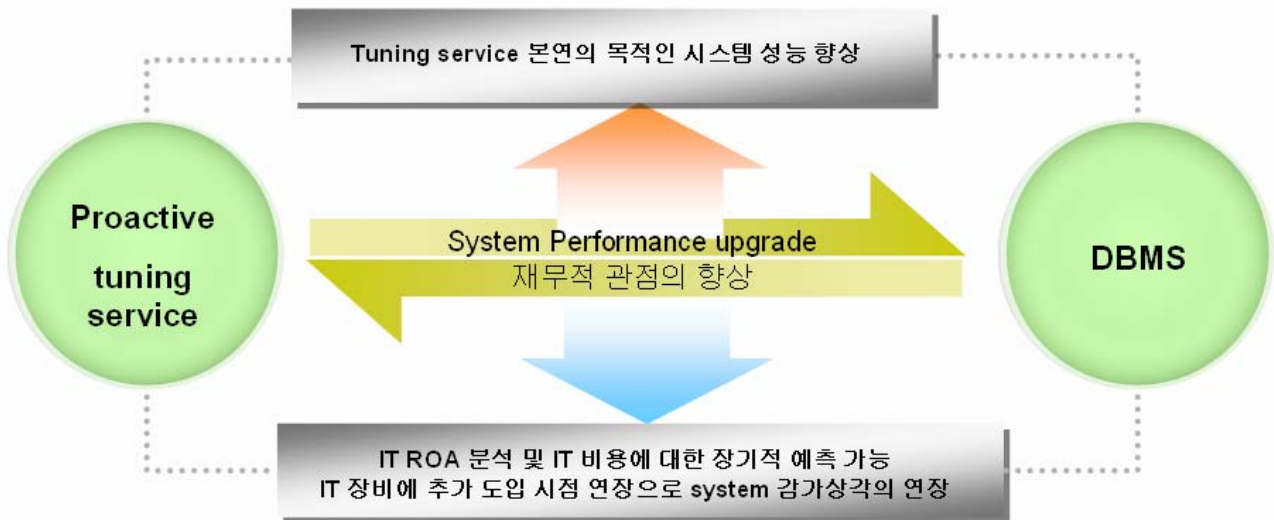 Tuning service 본연의 목적인 시스템 성능 향상
Proactive
tuning
service
System Performance upgrade
재무적 관점의 향상
DBMS
IT ROA 분석 및 IT 비용에 대한 장기적 예측 가능
IT 장비에 추가 도입 시점 연장으로 system 감가상각의 연장